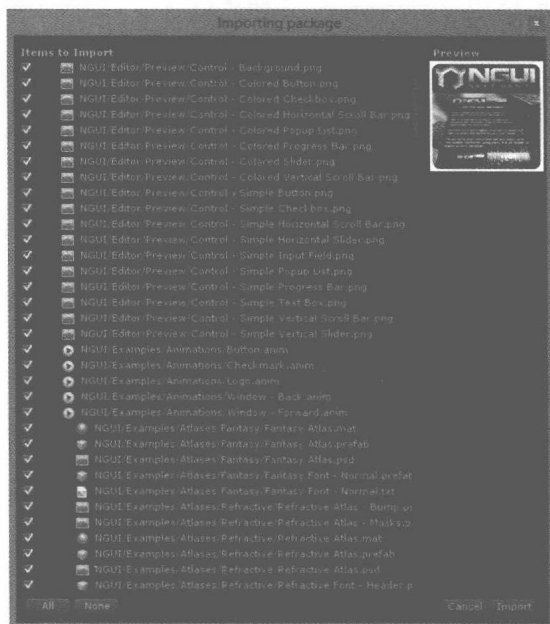 Importing package
x
Items to Import
Preview
NGUI/Editor/Preview/Control - Background.png
NGUI/Editor/Preview/Control - Colored Button.png
NGUI/Editor/Preview/Control - Colored Checkbox.png
NGUI/Editor/Preview/Control - Colored Horizontal Scroll Bar.png
NGUI/Editor/Preview/Control - Colored Popup List.png
NGUI/Editor/Preview/Control - Colored Progress Bar.png
NGUI/Editor/Preview/Control - Colored Slider.png
NGUI/Editor/Preview/Control - Colored Vertical Scroll Bar.png
NGUI/Editor/Preview/Control - Simple Button.png
NGUI/Editor/Preview/Control - Simple Checkbox.png
NGUI/Editor/Preview/Control - Simple Horizontal Scroll Bar.png
NGUI/Editor/Preview/Control - Simple Horizontal Slider.png
NGUI/Editor/Preview/Control - Simple Input Field.png
NGUI/Editor/Preview/Control - Simple Popup List.png
NGUI/Editor/Preview/Control - Simple Progress Bar.png
NGUI/Editor/Preview/Control - Simple Text Box.png
NGUI/Editor/Preview/Control - Simple Vertical Scroll Bar.png
NGUI/Editor/Preview/Control - Simple Vertical Slider.png
NGUI/Examples/Animations/Button.anim
NGUI/Examples/Animations/Checkmark.anim
NGUI/Examples/Animations/Logo.anim
NGUI/Examples/Animations/Window - Back.anim
NGUI/Examples/Animations/Window - Forward.anim
NGUI/Examples/Atlases/Fantasy/Fantasy Atlas.mat
NGUI/Examples/Atlases/Fantasy/Fantasy Atlas.prefab
NGUI/Examples/Atlases/Fantasy/Fantasy Atlas.psd
NGUI/Examples/Atlases/Fantasy/Fantasy Font - Normal.prefat
NGUI/Examples/Atlases/Fantasy/Fantasy Font - Normal.txt
NGUI/Examples/Atlases/Refractive/Refractive Atlas - Bump.pr
NGUI/Examples/Atlases/Refractive/Refractive Atlas - Masks.p
NGUI/Examples/Atlases/Refractive/Refractive Atlas.mat
NGUI/Examples/Atlases/Refractive/Refractive Atlas.prefab
NGUI/Examples/Atlases/Refractive/Refractive Atlas.psd
NGUI/Examples/Atlases/Refractive/Refractive Font - Header.p
NGUI
All None
Cancel Import